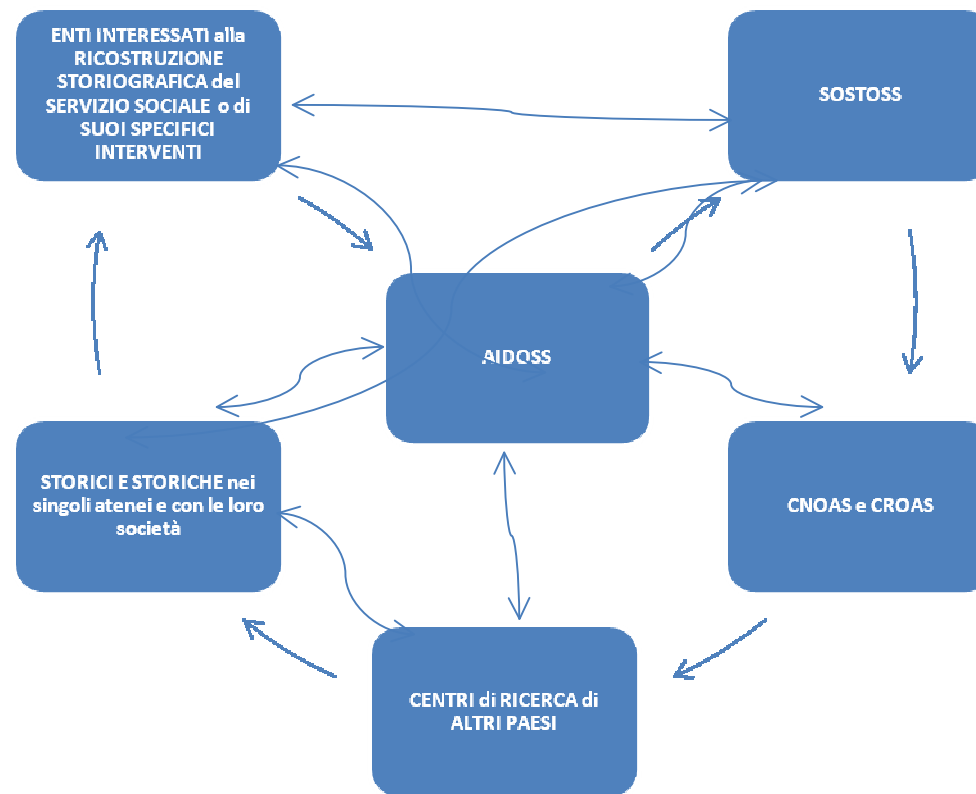 ENTI INTERESSATI alla
RICOSTRUZIONE
STORIOGRAFICA del
SERVIZIO SOCIALE o di
SUOI SPECIFICI
INTERVENTI
SOSTOSS
AIDOSS
STORICI E STORICHE nei
singoli atenei e con le loro
società
CNOAS e CROAS
CENTRI di RICERCA di
ALTRI PAESI